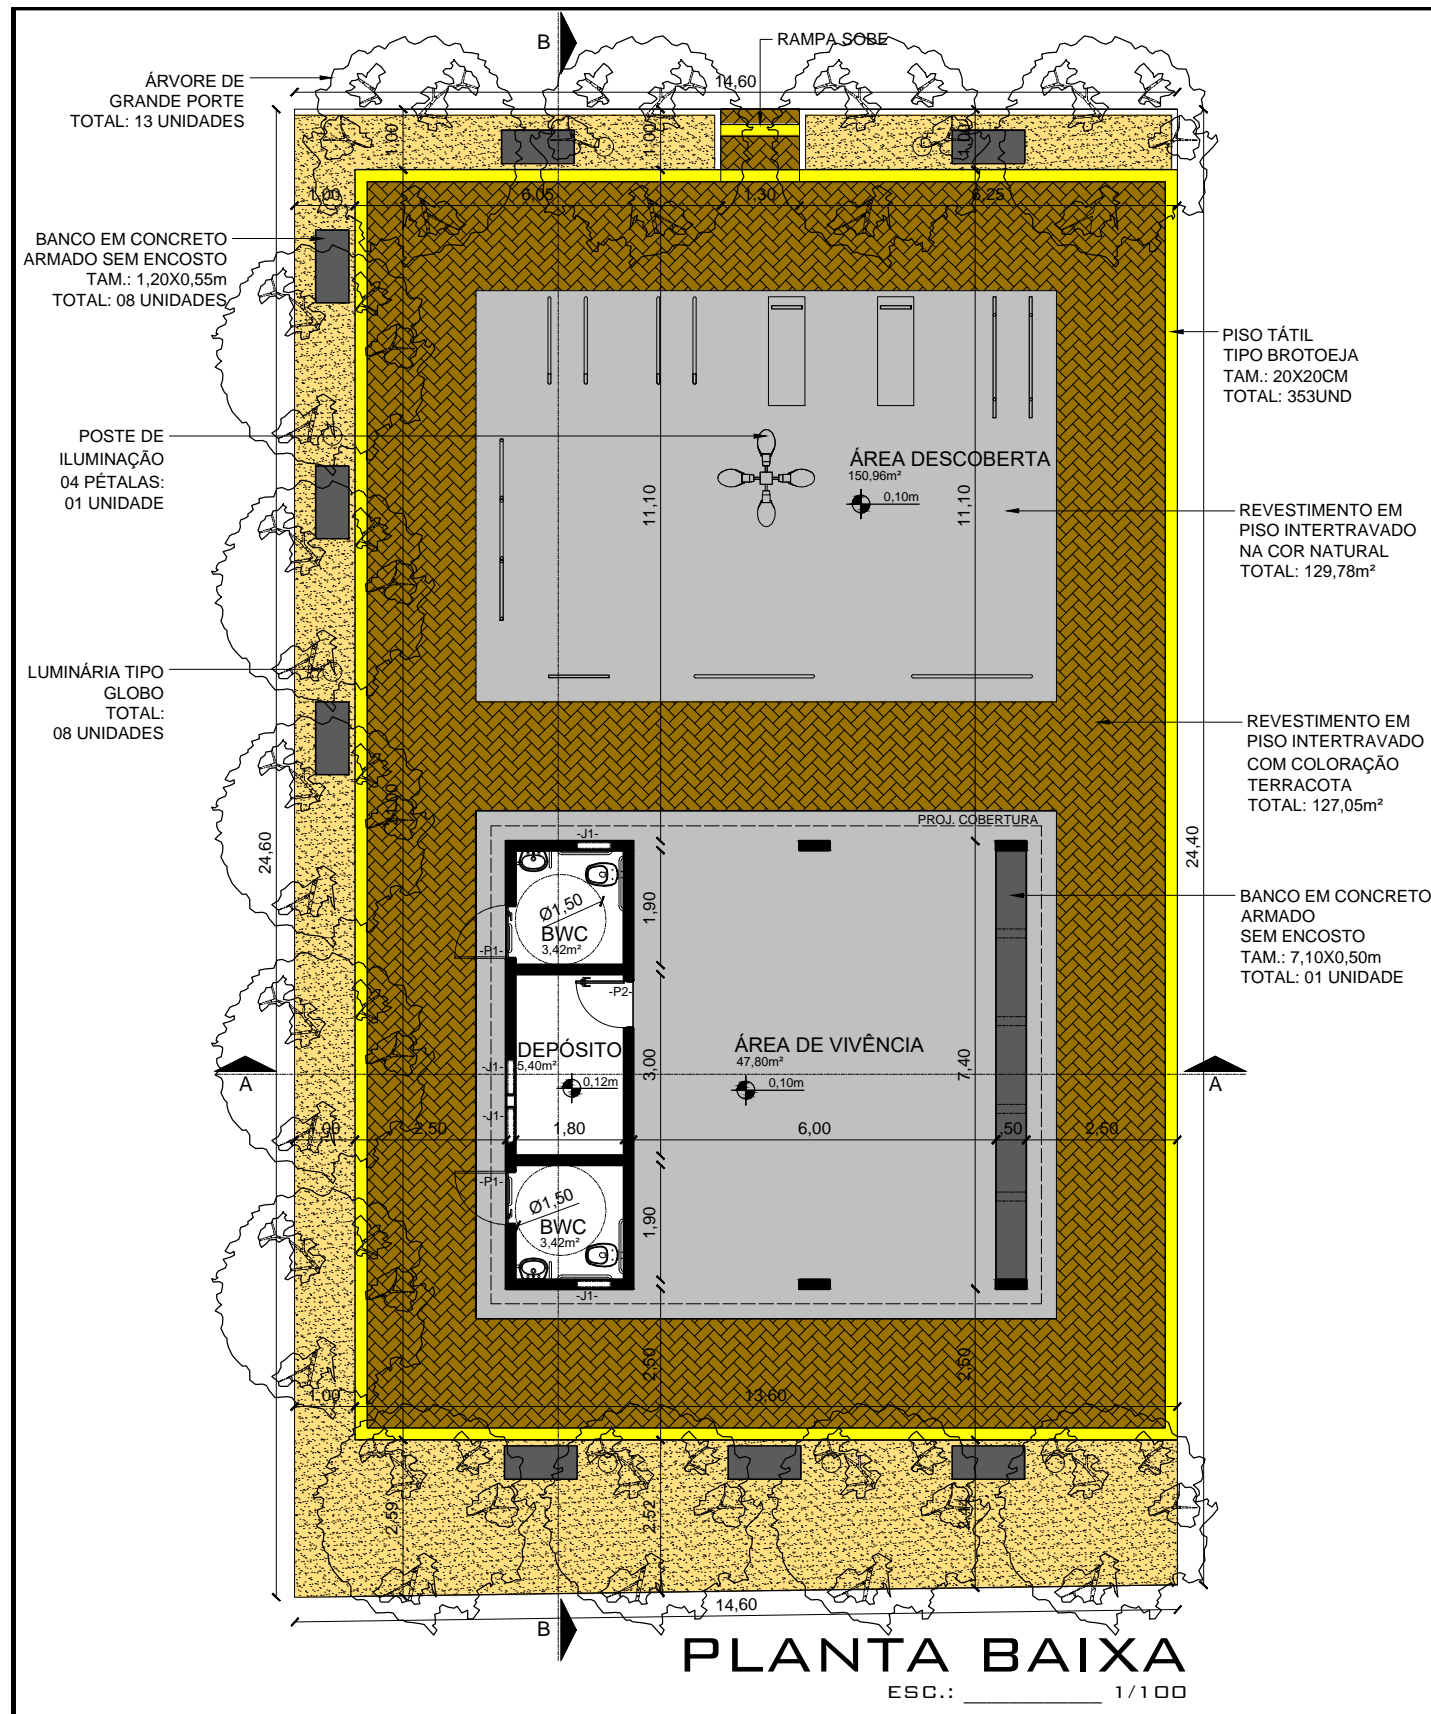 B
RAMPA SOBE
ÁRVORE DE
GRANDE PORTE
TOTAL: 13 UNIDADES
14,60
1,00
1,00
1,00
1,00
6,05
1,30
6,25
BANCO EM CONCRETO
ARMADO SEM ENCOSTO
TAM.: 1,20X0,55m
TOTAL: 08 UNIDADES
PISO TÁTIL
TIPO BROTOEJA
TAM.: 20X20CM
TOTAL: 353UND
POSTE DE
ILUMINAÇÃO
04 PÉTALAS:
01 UNIDADE
ÁREA DESCOBERTA
150,96m²
0,10m
11,10
11,10
REVESTIMENTO EM
PISO INTERTRAVADO
NA COR NATURAL
TOTAL: 129,78m²
LUMINÁRIA TIPO
GLOBO
TOTAL:
08 UNIDADES
REVESTIMENTO EM
PISO INTERTRAVADO
COM COLORAÇÃO
TERRACOTA
TOTAL: 127,05m²
PROJ. COBERTURA
-J1-
24,60
24,40
Ø1,50
BWC
3,42m²
-P1-
1,90
BANCO EM CONCRETO
ARMADO
SEM ENCOSTO
TAM.: 7,10X0,50m
TOTAL: 01 UNIDADE
-P2-
DEPÓSITO
5,40m²
0,12m
-J1-
-J1-
3,00
ÁREA DE VIVÊNCIA
47,80m²
0,10m
7,40
A
A
1,00
2,50
1,80
6,00
,50
2,50
-P1-
Ø1,50
BWC
3,42m²
1,90
-J1-
2,50
2,50
1,00
13,60
2,59
2,52
14,60
B
PLANTA BAIXA
ESC.: ________ 1/100